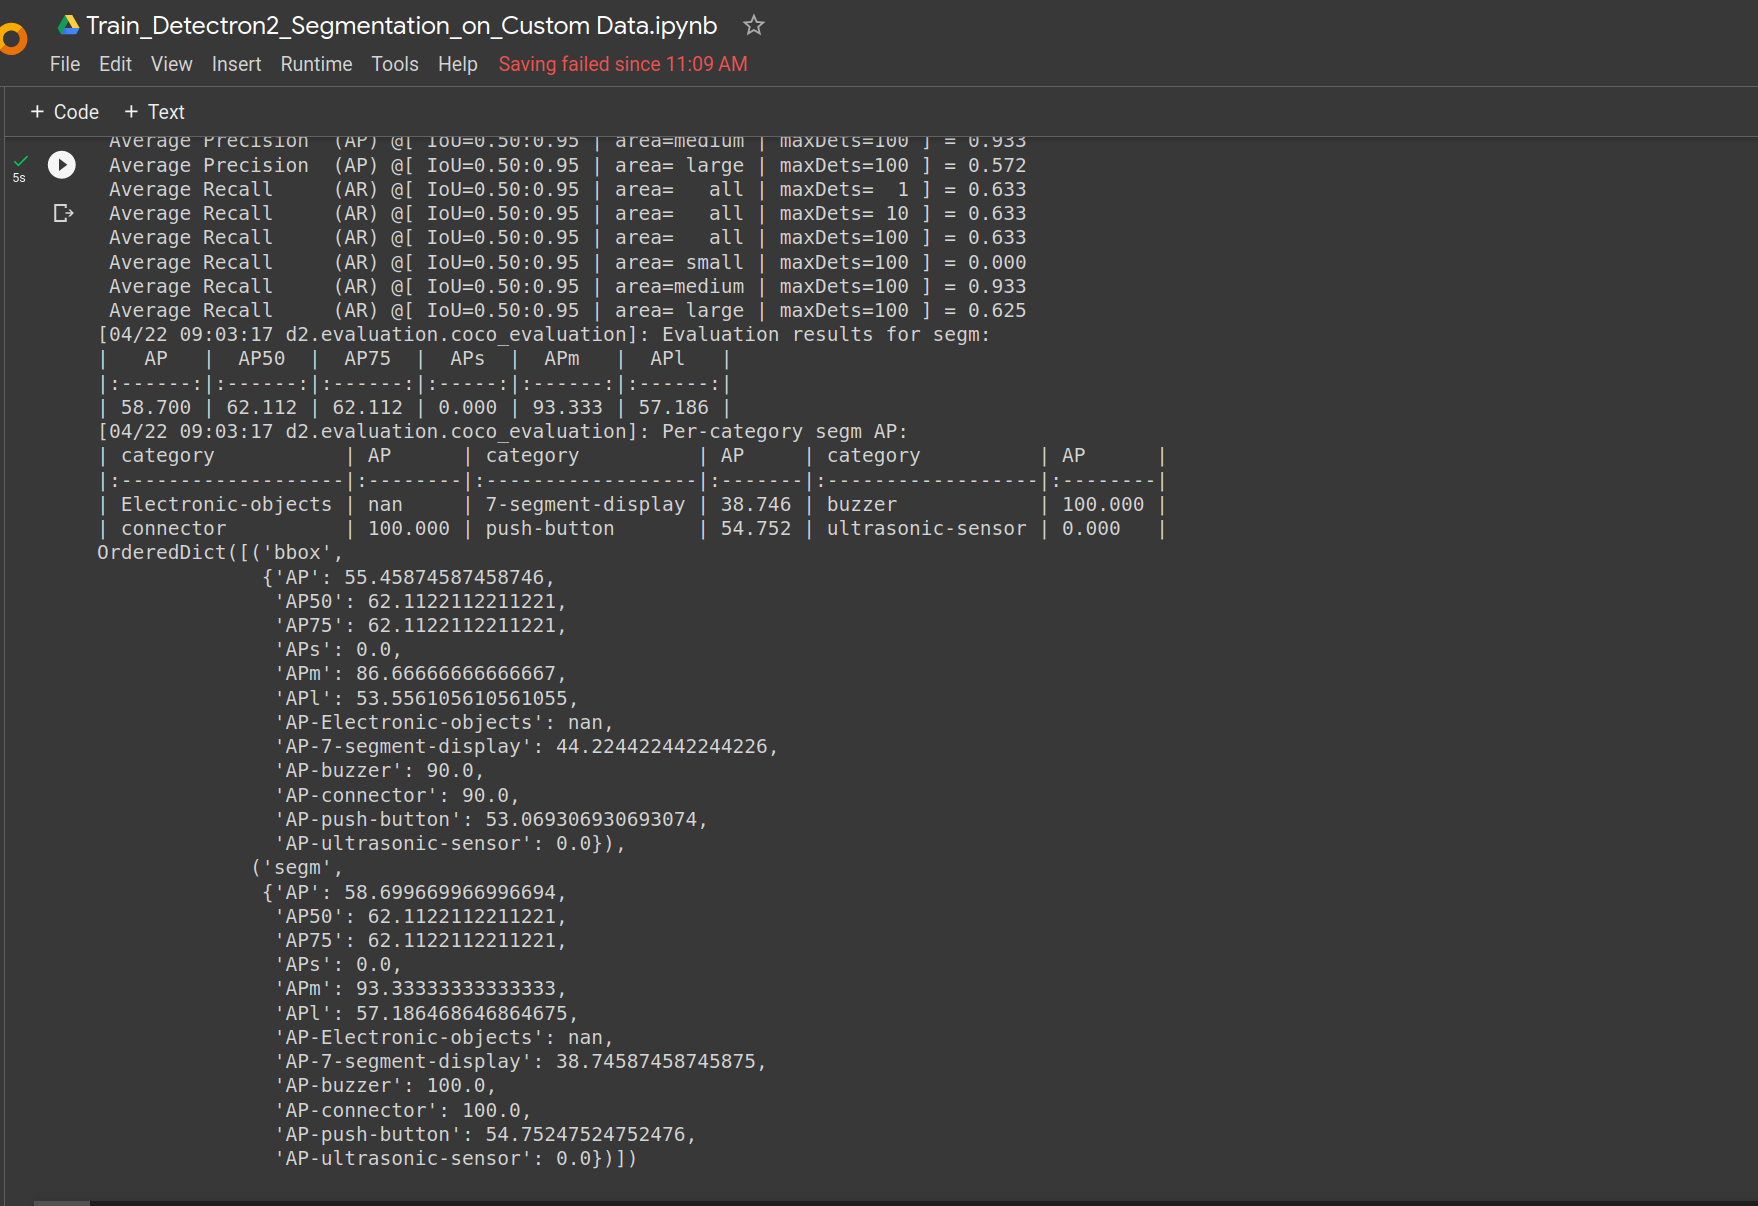 Train_Detectron2_Segmentation_on_Custom Data.ipynb
File Edit View Insert Runtime Tools Help Saving failed since 11:09 AM
+ Code + Text
Average Precision  (AP) @[ IoU=0.50:0.95 | area=medium | maxDets=100 ] = 0.933
5s
Average Precision  (AP) @[ IoU=0.50:0.95 | area= large | maxDets=100 ] = 0.572
Average Recall     (AR) @[ IoU=0.50:0.95 | area=   all | maxDets=  1 ] = 0.633
Average Recall     (AR) @[ IoU=0.50:0.95 | area=   all | maxDets= 10 ] = 0.633
Average Recall     (AR) @[ IoU=0.50:0.95 | area=   all | maxDets=100 ] = 0.633
Average Recall     (AR) @[ IoU=0.50:0.95 | area= small | maxDets=100 ] = 0.000
Average Recall     (AR) @[ IoU=0.50:0.95 | area=medium | maxDets=100 ] = 0.933
Average Recall     (AR) @[ IoU=0.50:0.95 | area= large | maxDets=100 ] = 0.625
[04/22 09:03:17 d2.evaluation.coco_evaluation]: Evaluation results for segm:
|   AP   |  AP50  |  AP75  |  APs  |  APm   |  APl   |
|:------:|:------:|:------:|:-----:|:------:|:------:|
| 58.700 | 62.112 | 62.112 | 0.000 | 93.333 | 57.186 |
[04/22 09:03:17 d2.evaluation.coco_evaluation]: Per-category segm AP:
| category           | AP      | category          | AP     | category          | AP      |
|:-------------------|:--------|:------------------|:-------|:------------------|:--------|
| Electronic-objects | nan     | 7-segment-display | 38.746 | buzzer            | 100.000 |
| connector          | 100.000 | push-button       | 54.752 | ultrasonic-sensor | 0.000   |
OrderedDict([('bbox',
{'AP': 55.45874587458746,
'AP50': 62.1122112211221,
'AP75': 62.1122112211221,
'APs': 0.0,
'APm': 86.66666666666667,
'APl': 53.556105610561055,
'AP-Electronic-objects': nan,
'AP-7-segment-display': 44.224422442244226,
'AP-buzzer': 90.0,
'AP-connector': 90.0,
'AP-push-button': 53.069306930693074,
'AP-ultrasonic-sensor': 0.0}),
('segm',
{'AP': 58.699669966996694,
'AP50': 62.1122112211221,
'AP75': 62.1122112211221,
'APs': 0.0,
'APm': 93.33333333333333,
'APl': 57.186468646864675,
'AP-Electronic-objects': nan,
'AP-7-segment-display': 38.74587458745875,
'AP-buzzer': 100.0,
'AP-connector': 100.0,
'AP-push-button': 54.75247524752476,
'AP-ultrasonic-sensor': 0.0})])